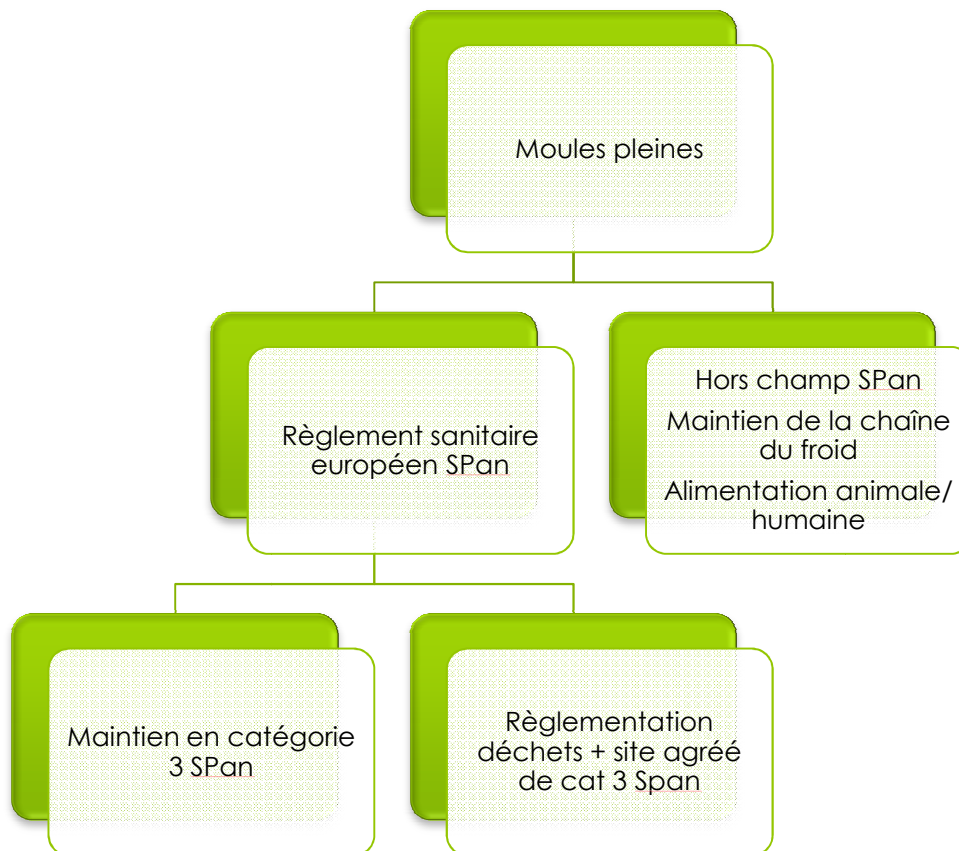 Moules pleines
Règlement sanitaire
européen SPan
Hors champ SPan
Maintien de la chaîne
du froid
Alimentation animale/
humaine
Maintien en catégorie
3 SPan
Règlementation
déchets + site agréé
de cat 3 Span